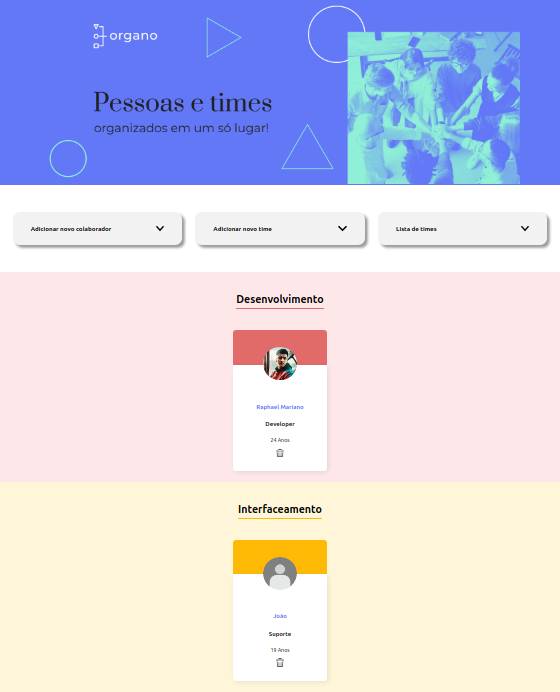 organo
Pessoas e times
organizados em um só lugar!
Adicionar novo colaborador
Adicionar novo time
Lista de times
Desenvolvimento
Raphael Mariano
Developer
24 Anos
Interfaceamento
João
Suporte
19 Anos